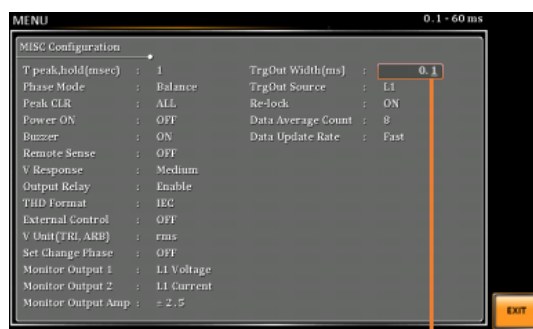 MENU
0.1 - 60 ms
MISC Configuration
T peak,hold(msec) : 1
Phase Mode : Balance
Peak CLR : ALL
Power ON : OFF
Buzzer : ON
Remote Sense : OFF
V Response : Medium
Output Relay : Enable
THD Format : IEC
External Control : OFF
V Unit(TRI, ARB) : rms
Set Change Phase : OFF
Monitor Output 1 : L1 Voltage
Monitor Output 2 : L1 Current
Monitor Output Amp : ± 2.5
TrgOut Width(ms) : 0.1
TrgOut Source : L1
Re-lock : ON
Data Average Count : 8
Data Update Rate : Fast
EXIT